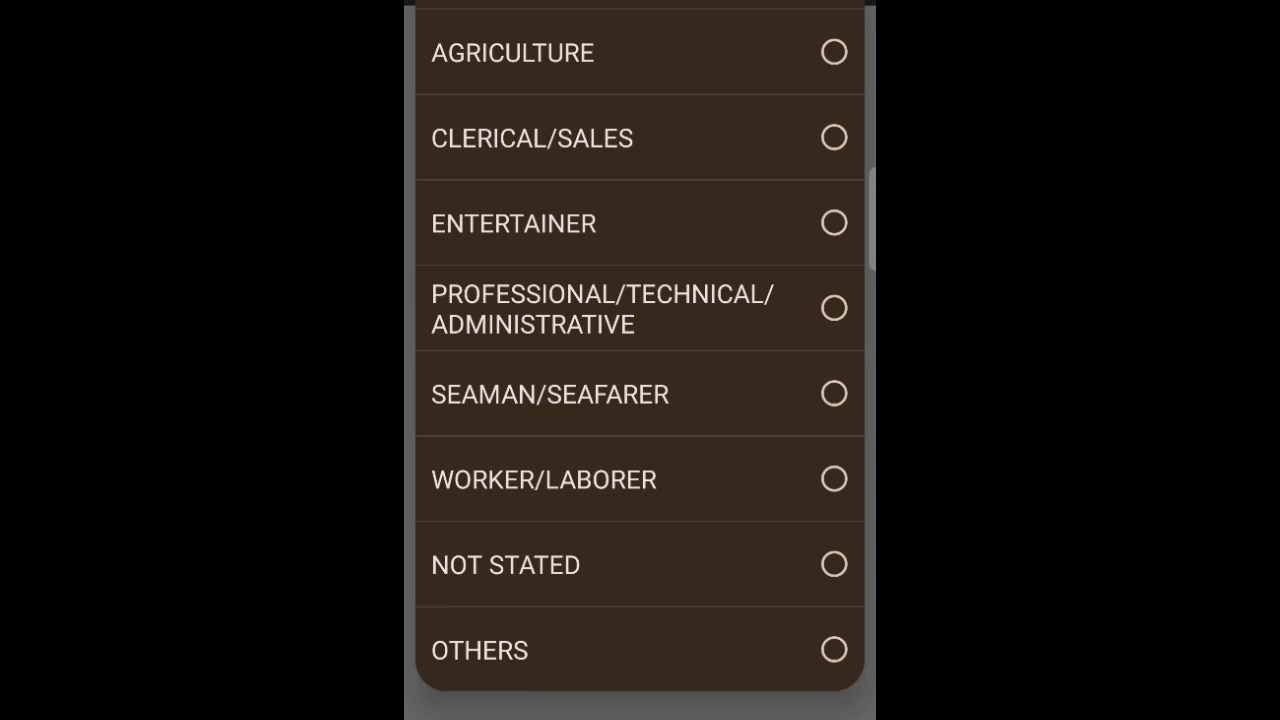 AGRICULTURE
CLERICAL/SALES
ENTERTAINER
PROFESSIONAL/TECHNICAL/
ADMINISTRATIVE
SEAMAN/SEAFARER
WORKER/LABORER
NOT STATED
OTHERS